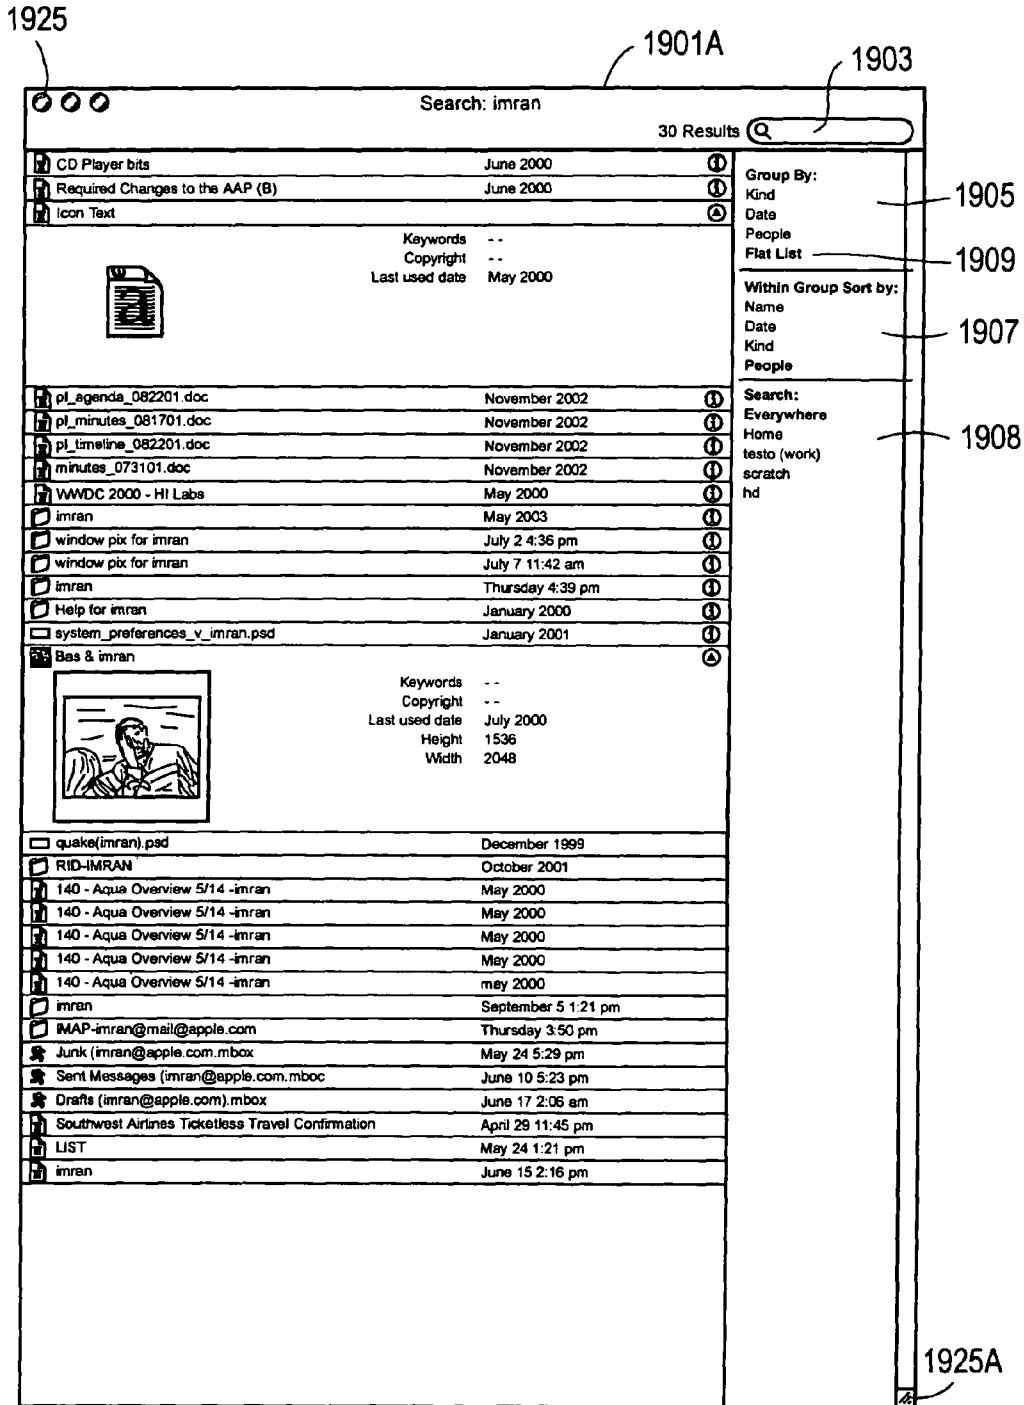 1925
1901A
1903
Search: imran
30 Results
CD Player bits June 2000
Required Changes to the AAP (B) June 2000
Icon Text
Keywords - -
Copyright - -
Last used date May 2000
a
pl_agenda_082201.doc November 2002
pl_minutes_081701.doc November 2002
pl_timeline_082201.doc November 2002
minutes_073101.doc November 2002
WWDC 2000 - HI Labs May 2000
imran May 2003
window pix for imran July 2 4:36 pm
window pix for imran July 7 11:42 am
imran Thursday 4:39 pm
Help for imran January 2000
system_preferences_v_imran.psd January 2001
Bas & imran
Keywords - -
Copyright - -
Last used date July 2000
Height 1536
Width 2048
quake(imran).psd December 1999
RID-IMRAN October 2001
140 - Aqua Overview 5/14 -imran May 2000
140 - Aqua Overview 5/14 -imran May 2000
140 - Aqua Overview 5/14 -imran May 2000
140 - Aqua Overview 5/14 -imran May 2000
140 - Aqua Overview 5/14 -imran may 2000
imran September 5 1:21 pm
IMAP-imran@mail@apple.com Thursday 3:50 pm
Junk (imran@apple.com.mbox May 24 5:29 pm
Sent Messages (imran@apple.com.mboc June 10 5:23 pm
Drafts (imran@apple.com).mbox June 17 2:06 am
Southwest Airlines Ticketless Travel Confirmation April 29 11:45 pm
LIST May 24 1:21 pm
imran June 15 2:16 pm
Group By:
Kind
Date
People
Flat List
Within Group Sort by:
Name
Date
Kind
People
Search:
Everywhere
Home
testo (work)
scratch
hd
1905
1909
1907
1908
1925A